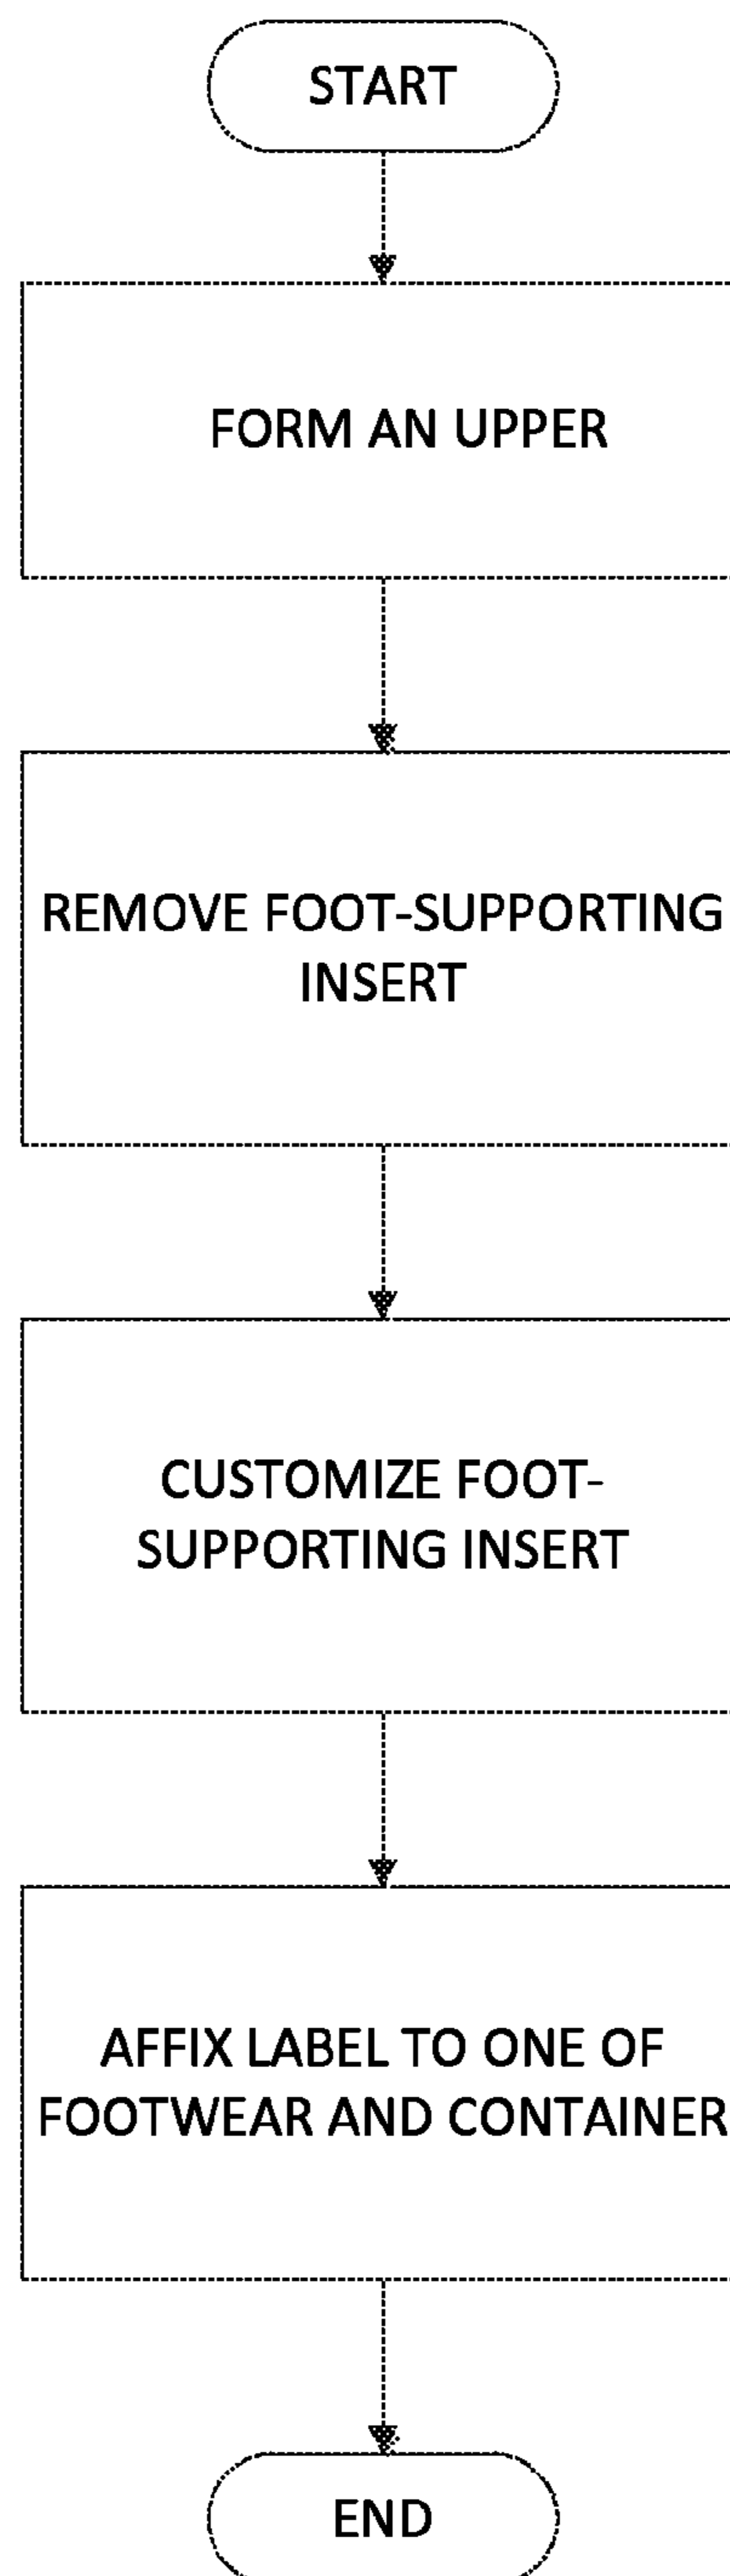 START
FORM AN UPPER
REMOVE FOOT-SUPPORTING
INSERT
CUSTOMIZE FOOT-
SUPPORTING INSERT
AFFIX LABEL TO ONE OF
FOOTWEAR AND CONTAINER
END